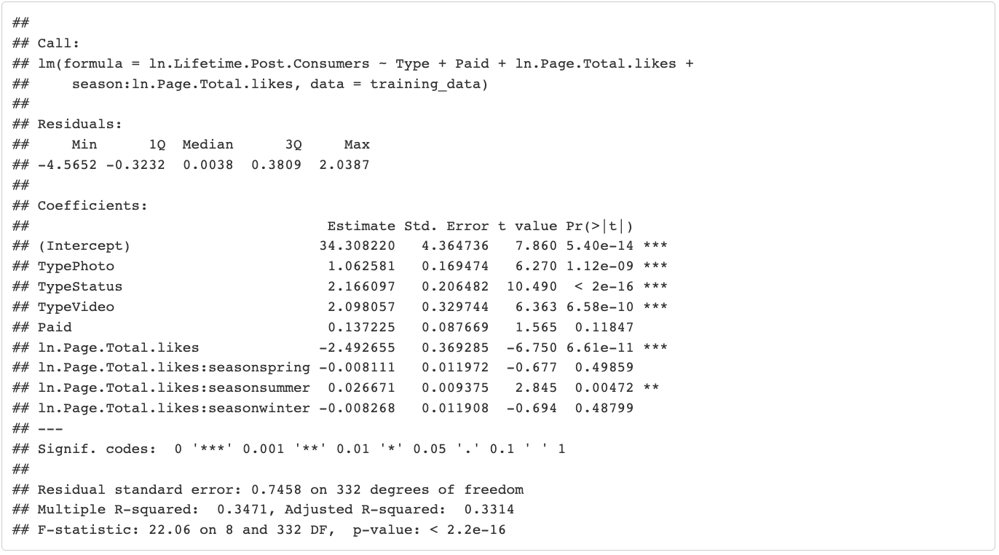 ##
## Call:
## lm(formula = ln.Lifetime.Post.Consumers ~ Type + Paid + ln.Page.Total.likes +
##     season:ln.Page.Total.likes, data = training_data)
##
## Residuals:
##     Min      1Q  Median      3Q     Max
## -4.5652 -0.3232  0.0038  0.3809  2.0387
##
## Coefficients:
##                                   Estimate Std. Error t value Pr(>|t|)
## (Intercept)                      34.308220   4.364736   7.860 5.40e-14 ***
## TypePhoto                         1.062581   0.169474   6.270 1.12e-09 ***
## TypeStatus                        2.166097   0.206482  10.490  < 2e-16 ***
## TypeVideo                         2.098057   0.329744   6.363 6.58e-10 ***
## Paid                              0.137225   0.087669   1.565  0.11847
## ln.Page.Total.likes              -2.492655   0.369285  -6.750 6.61e-11 ***
## ln.Page.Total.likes:seasonspring -0.008111   0.011972  -0.677  0.49859
## ln.Page.Total.likes:seasonsummer  0.026671   0.009375   2.845  0.00472 **
## ln.Page.Total.likes:seasonwinter -0.008268   0.011908  -0.694  0.48799
## ---
## Signif. codes:  0 '***' 0.001 '**' 0.01 '*' 0.05 '.' 0.1 ' ' 1
##
## Residual standard error: 0.7458 on 332 degrees of freedom
## Multiple R-squared:  0.3471, Adjusted R-squared:  0.3314
## F-statistic: 22.06 on 8 and 332 DF,  p-value: < 2.2e-16